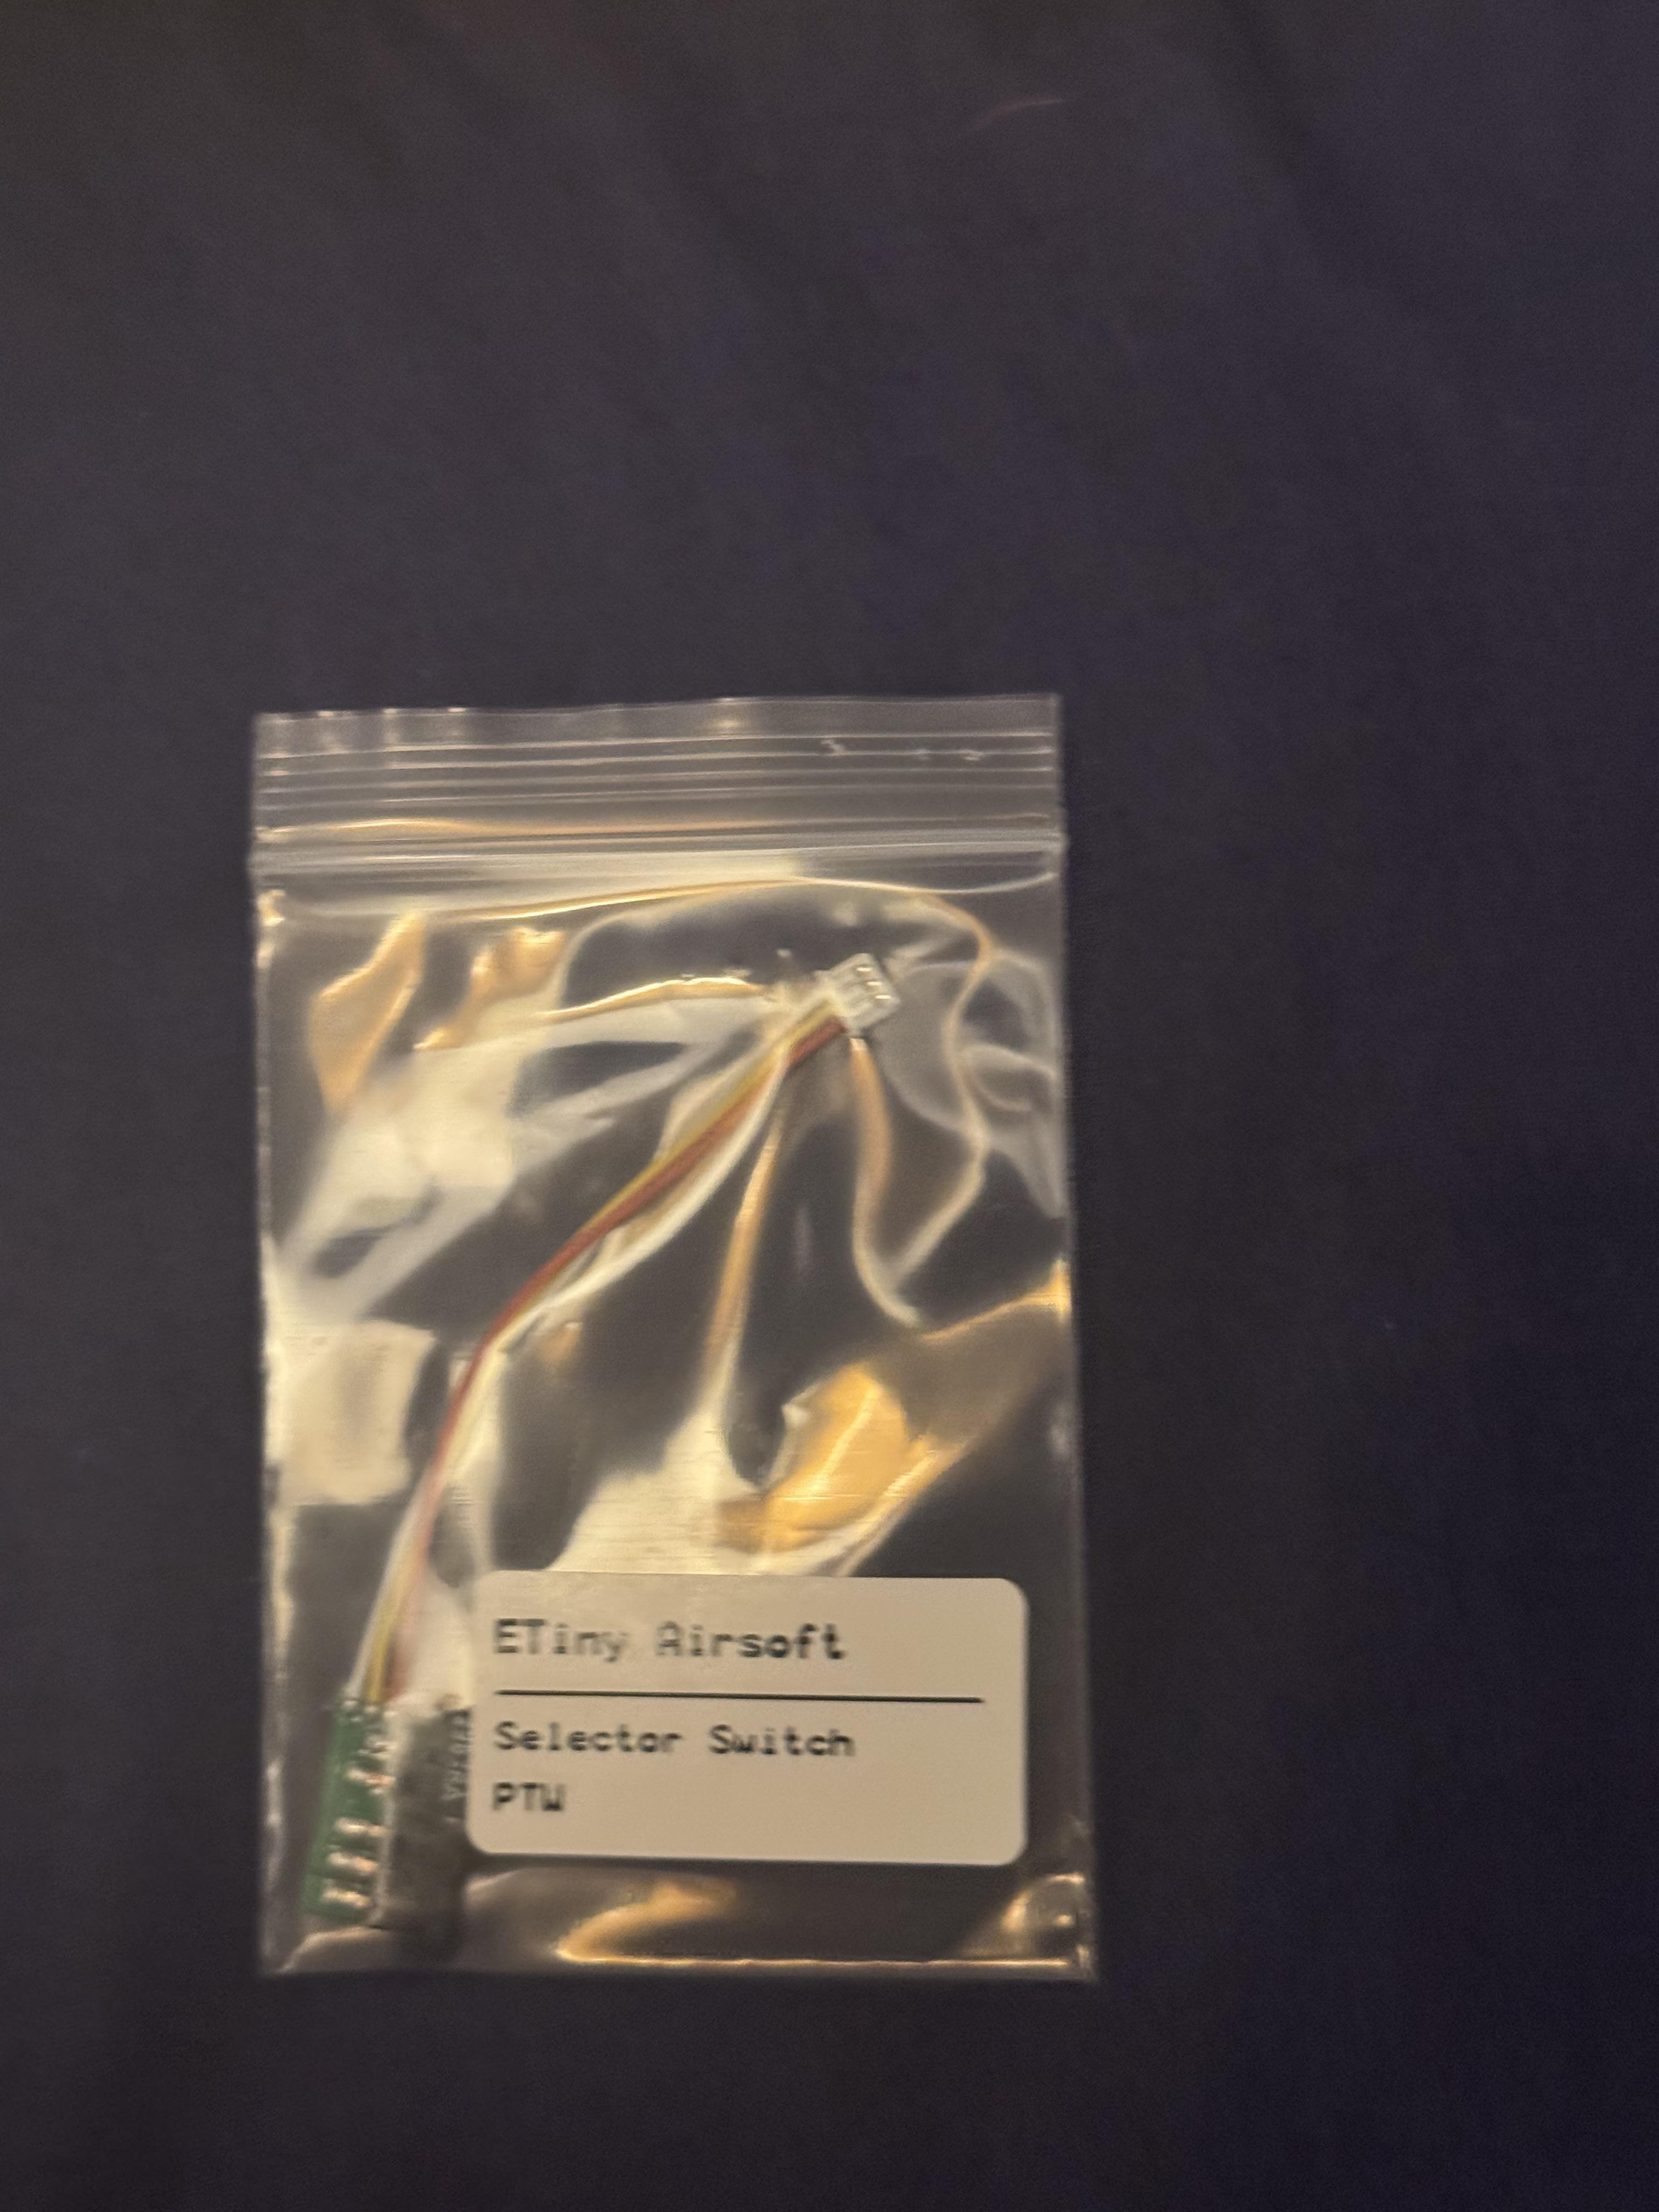 ETiny Airsoft
Selector Switch
PTW